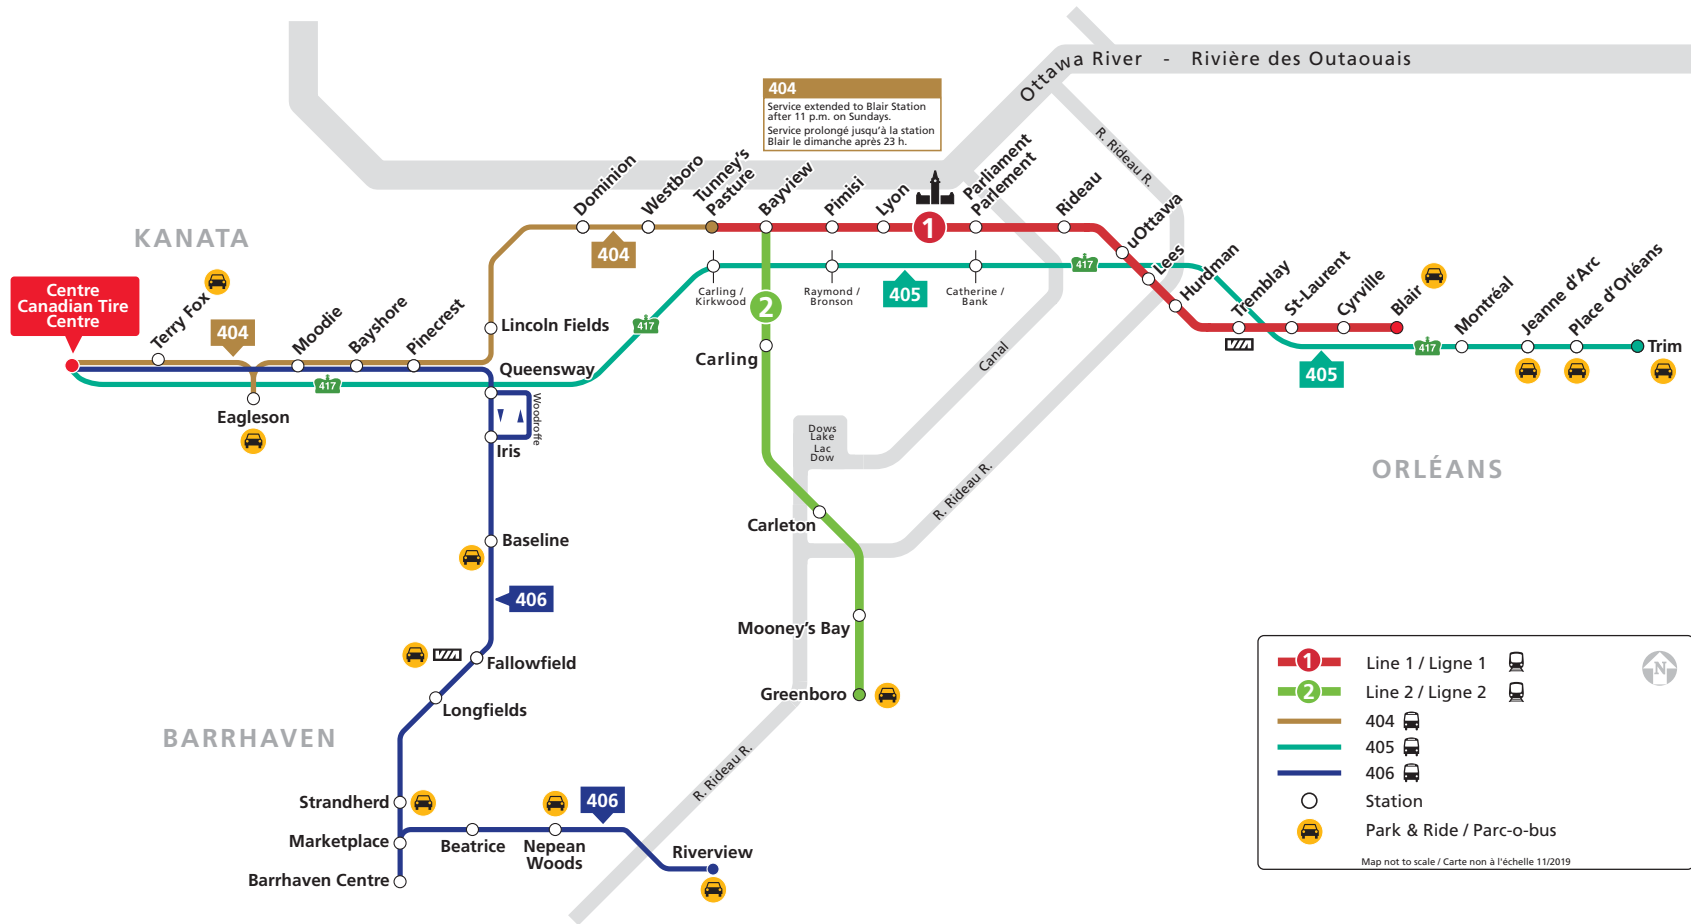 Ottawa River - Rivière des Outaouais
404
Service extended to Blair Station
after 11 p.m. on Sundays.
Service prolongé jusqu'à la station
Blair le dimanche après 23 h.
R. Rideau R.
KANATA
Centre
Canadian Tire
Centre
Terry Fox
404
Eagleson
Moodie
Bayshore
Pinecrest
Lincoln Fields
Queensway
Dominion
404
Westboro
Tunney's
Pasture
Bayview
Pimisi
Lyon
1
Parliament
Parlement
Rideau
uOttawa
Lees
Hurdman
Tremblay
St-Laurent
Cyrville
Blair
Montréal
Jeanne d'Arc
Place d'Orléans
Trim
417
417
417
417
Carling /
Kirkwood
Raymond /
Bronson
405
Catherine /
Bank
405
2
Carling
Canal
Woodroffe
Iris
Dows
Lake
Lac
Dow
ORLÉANS
R. Rideau R.
Carleton
Baseline
406
Mooney's Bay
Fallowfield
Greenboro
Longfields
BARRHAVEN
R. Rideau R.
Strandherd
Marketplace
Barrhaven Centre
Beatrice
Nepean
Woods
406
Riverview
1 Line 1 / Ligne 1
2 Line 2 / Ligne 2
N
404
405
406
Station
Park & Ride / Parc-o-bus
Map not to scale / Carte non à l'échelle 11/2019